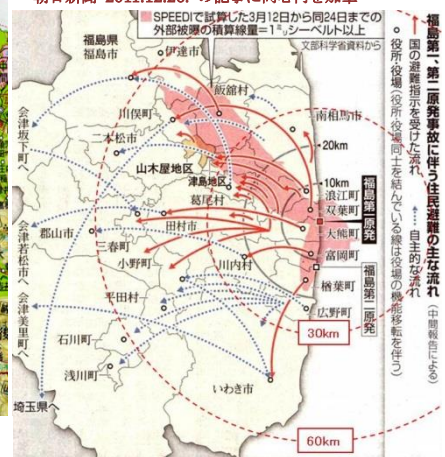 SPEEDIで試算した3月12日から同24日までの
外部被曝の積算線量＝1㍉シーベルト以上
文部科学省資料から
福島第一、第二原発事故に伴う住民避難の主な流れ
(中間報告による)
国の避難指示を受けた流れ
自主的な流れ
役所・役場(役所・役場同士を結んでいる線は役場の機能移転を伴う)
福島県
福島市
伊達市
飯舘村
川俣町
南相馬市
二本松市
20km
会津坂下町へ
山木屋地区
津島地区
10km
浪江町
葛尾村
双葉町
福島第一原発
大熊町
田村市
郡山市
会津若松市へ
三春町
富岡町
小野町
川内村
楢葉町
福島第二原発
会津美里町へ
平田村
広野町
30km
石川町
浅川町
いわき市
埼玉県へ
60km